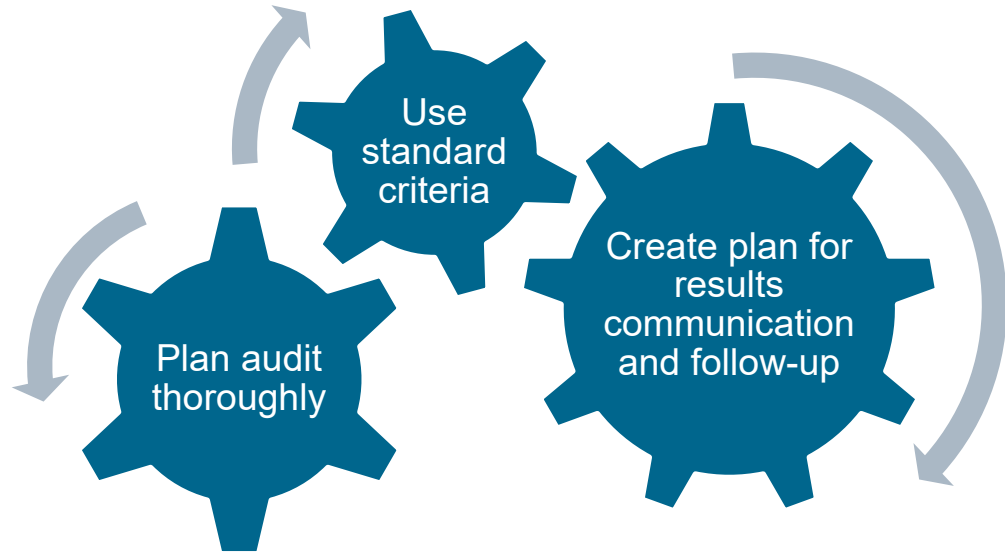 Plan audit
thoroughly
Use
standard
criteria
Create plan for
results
communication
and follow-up